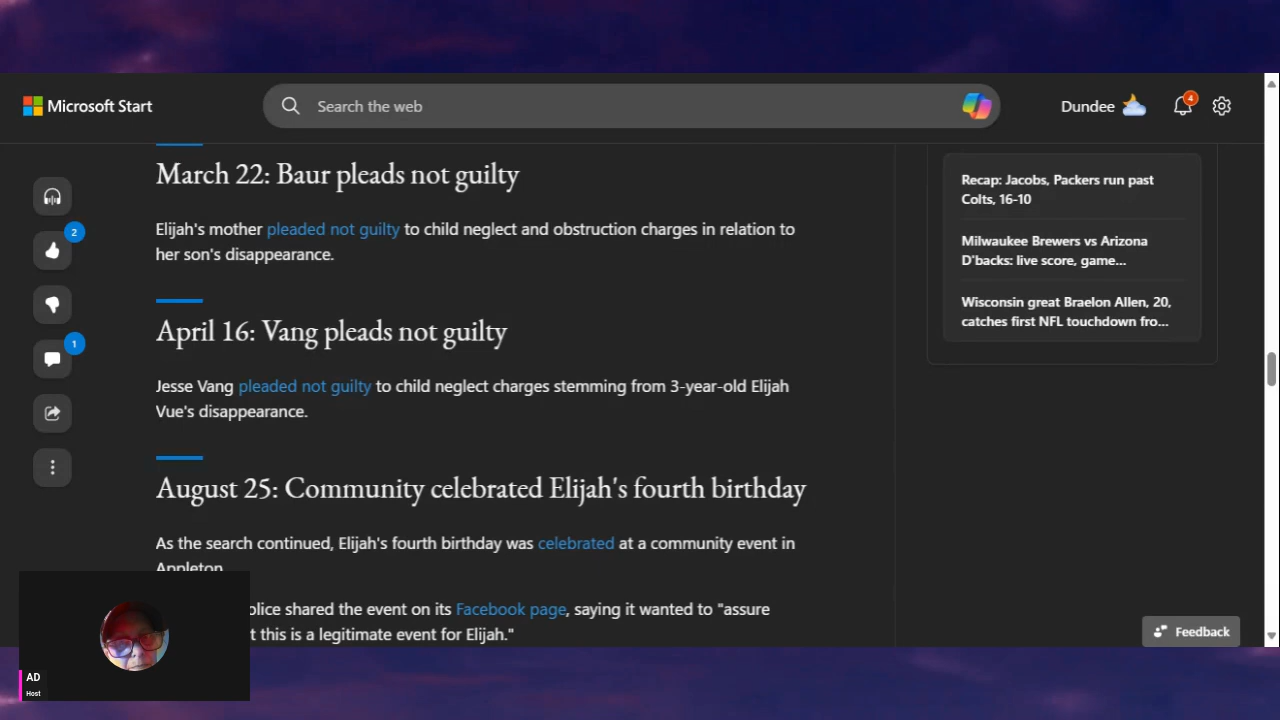 Microsoft Start
Search the web
Dundee
4
March 22: Baur pleads not guilty
Elijah's mother pleaded not guilty to child neglect and obstruction charges in relation to
her son's disappearance.
2
April 16: Vang pleads not guilty
1
Jesse Vang pleaded not guilty to child neglect charges stemming from 3-year-old Elijah
Vue's disappearance.
August 25: Community celebrated Elijah's fourth birthday
As the search continued, Elijah's fourth birthday was celebrated at a community event in
Appleton
olice shared the event on its Facebook page, saying it wanted to "assure
t this is a legitimate event for Elijah."
Recap: Jacobs, Packers run past
Colts, 16-10
Milwaukee Brewers vs Arizona
D'backs: live score, game...
Wisconsin great Braelon Allen, 20,
catches first NFL touchdown fro...
Feedback
AD
Host